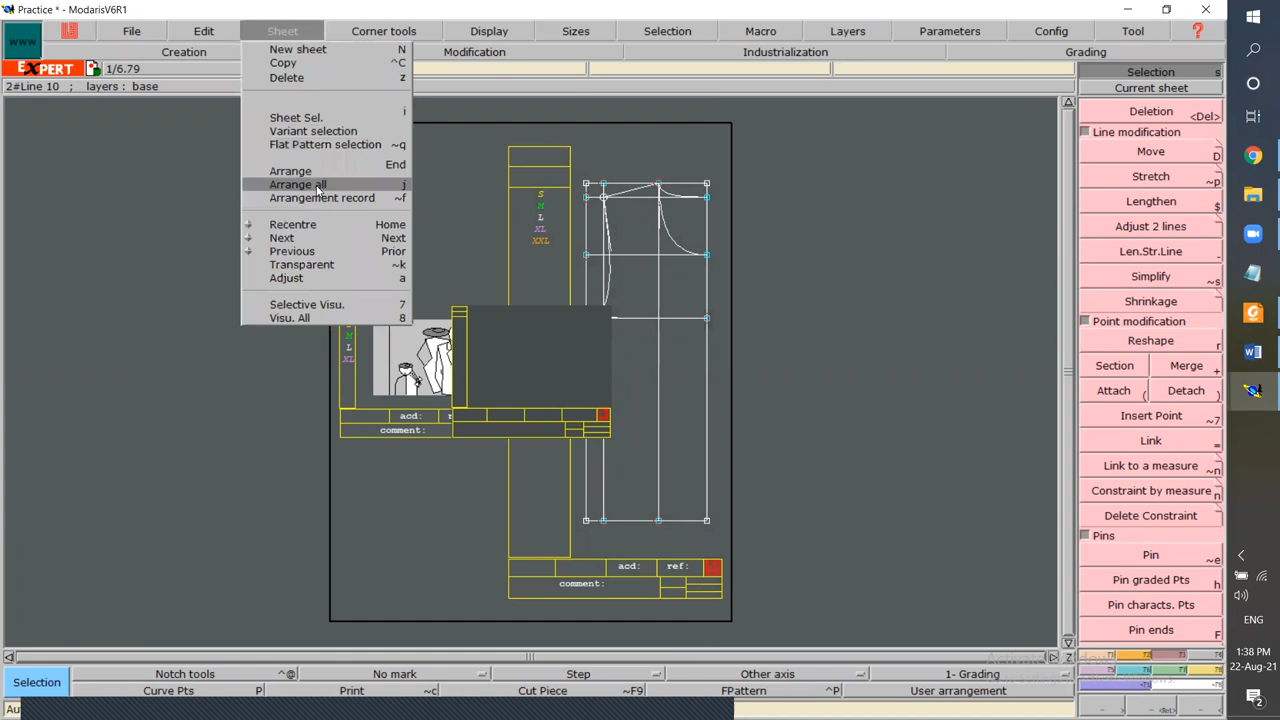 Practice * - ModarisV6R1
www File Edit Sheet Corner tools Display Sizes Selection Macro Layers Parameters Config Tool ?
Creation Modification Industrialization Grading
EXPERT 1/6.79
2#Line 10 ; layers : base
New sheet N
Copy ^C
Delete z
i
Sheet Sel.
Variant selection
Flat Pattern selection ~q
End
Arrange
Arrange all j
Arrangement record ~f
Recentre Home
Next Next
Previous Prior
Transparent ~k
Adjust a
Selective Visu. 7
Visu. All 8
S
M
L
XL
XXL
M
L
XL
acd:
comment:
acd: ref:
comment:
Selection s
Current sheet
Deletion <Del>
Line modification
Move D
Stretch ~p
Lengthen $
Adjust 2 lines
Len.Str.Line
Simplify ~s
Shrinkage
Point modification
Reshape r
Section Merge +
Attach ( Detach )
Insert Point ~7
Link =
Link to a measure ~n
Constraint by measure n
Delete Constraint
Pins
Pin ~e
Pin graded Pts h
Pin characts. Pts
Pin ends F
Selection Notch tools ^@ No mark Step Other axis 1- Grading
Curve Pts P Print ~c Cut Piece ~F9 FPattern ^P User arrangement
ENG
1:38 PM
22-Aug-21
2